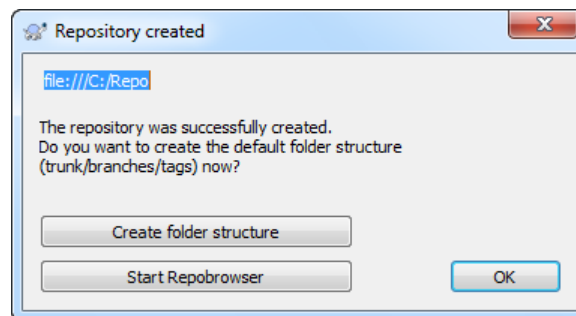 Repository created
file:///C:/Repo
The repository was successfully created.
Do you want to create the default folder structure
(trunk/branches/tags) now?
Create folder structure
Start Repobrowser
OK